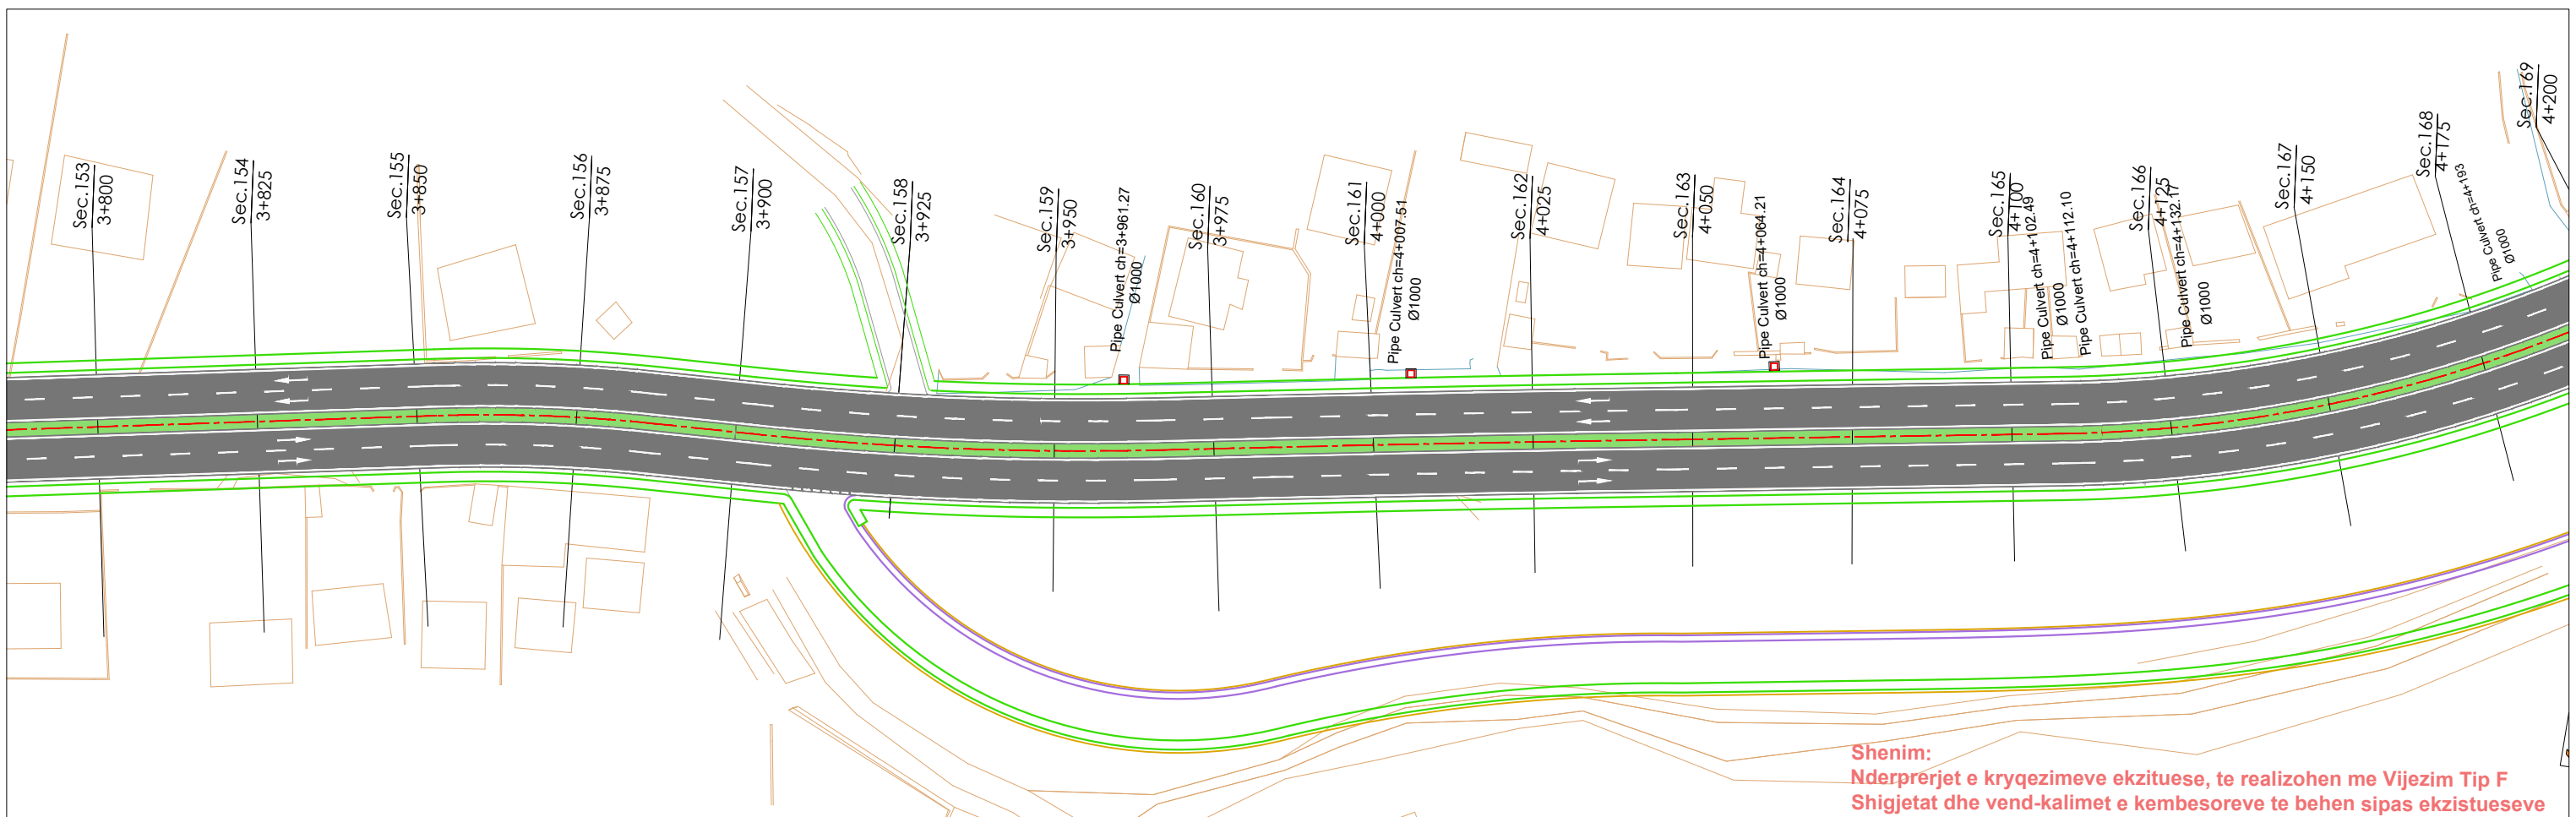 Sec.153
3+800
Sec.154
3+825
Sec.155
3+850
Sec.156
3+875
Sec.157
3+900
Sec.158
3+925
Sec.159
3+950
Pipe Culvert ch=3+961.27
Ø1000
Sec.160
3+975
Sec.161
4+000
Pipe Culvert ch=4+007.51
Ø1000
Sec.162
4+025
Sec.163
4+050
Pipe Culvert ch=4+064.21
Ø1000
Sec.164
4+075
Sec.165
4+100
Pipe Culvert ch=4+102.49
Ø1000
Pipe Culvert ch=4+112.10
Sec.166
4+125
Pipe Culvert ch=4+132.17
Ø1000
Sec.167
4+150
Sec.168
4+175
Pipe Culvert ch=4+193
Ø1000
Sec.169
4+200
Shenim:
Nderprerjet e kryqezimeve ekzituese, te realizohen me Vijezim Tip F
Shigjetat dhe vend-kalimet e kembesoreve te behen sipas ekzistueseve